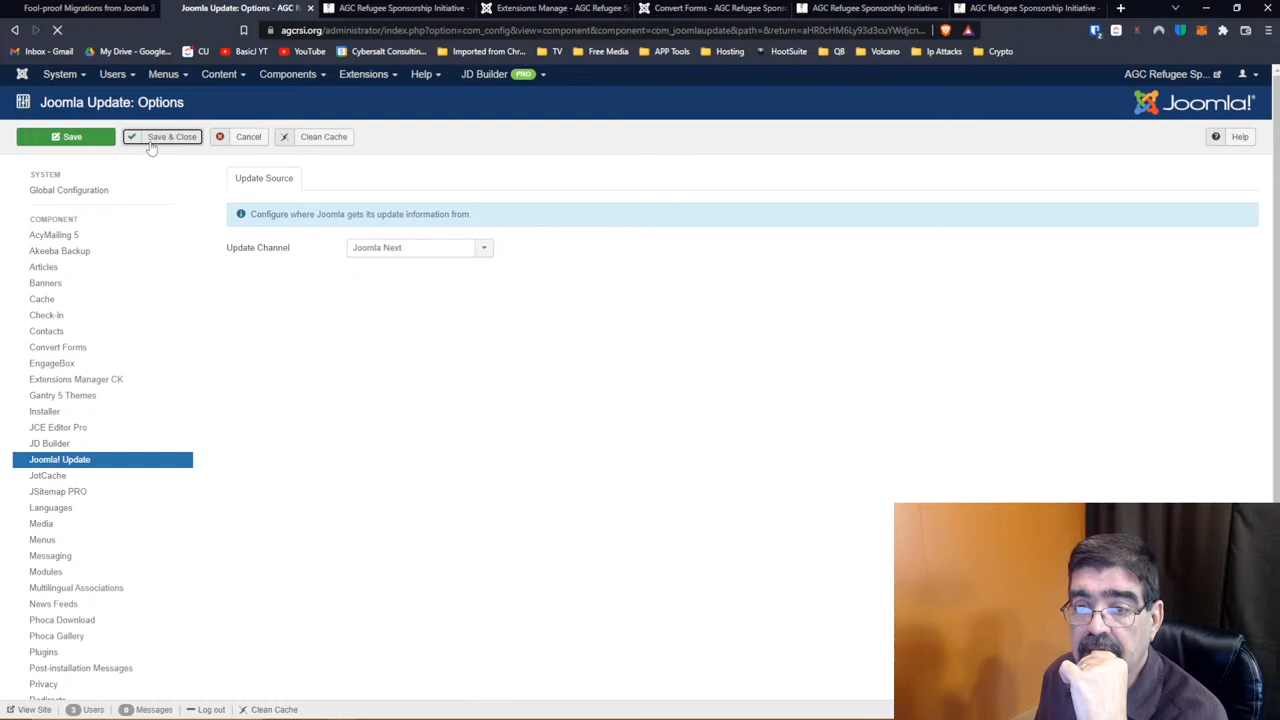 Fool-proof Migrations from Joomla 3
Joomla Update: Options - AGC R
AGC Refugee Sponsorship Initiative -
Extensions: Manage - AGC Refugee S
Convert Forms - AGC Refugee Spons
AGC Refugee Sponsorship Initiative -
AGC Refugee Sponsorship Initiative -
agcrsi.org/administrator/index.php?option=com_config&view=component&component=com_joomlaupdate&path=&return=aHR0cHM6Ly93d3cuYWdjcn...
Inbox - Gmail
My Drive - Google...
CU
BasicJ YT
YouTube
Cybersalt Consulting...
Imported from Chr...
TV
Free Media
APP Tools
Hosting
HootSuite
QB
Volcano
Ip Attacks
Crypto
System Users Menus Content Components Extensions Help JD Builder PRO
AGC Refugee Sp...
Joomla Update: Options
Joomla!
Save
Save & Close
Cancel
Clean Cache
Help
SYSTEM
Global Configuration
COMPONENT
AcyMailing 5
Akeeba Backup
Articles
Banners
Cache
Check-in
Contacts
Convert Forms
EngageBox
Extensions Manager CK
Gantry 5 Themes
Installer
JCE Editor Pro
JD Builder
Joomla! Update
JotCache
JSitemap PRO
Languages
Media
Menus
Messaging
Modules
Multilingual Associations
News Feeds
Phoca Download
Phoca Gallery
Plugins
Post-installation Messages
Privacy
Redirects
Update Source
Configure where Joomla gets its update information from.
Update Channel
Joomla Next
View Site
3 Users
0 Messages
Log out
Clean Cache